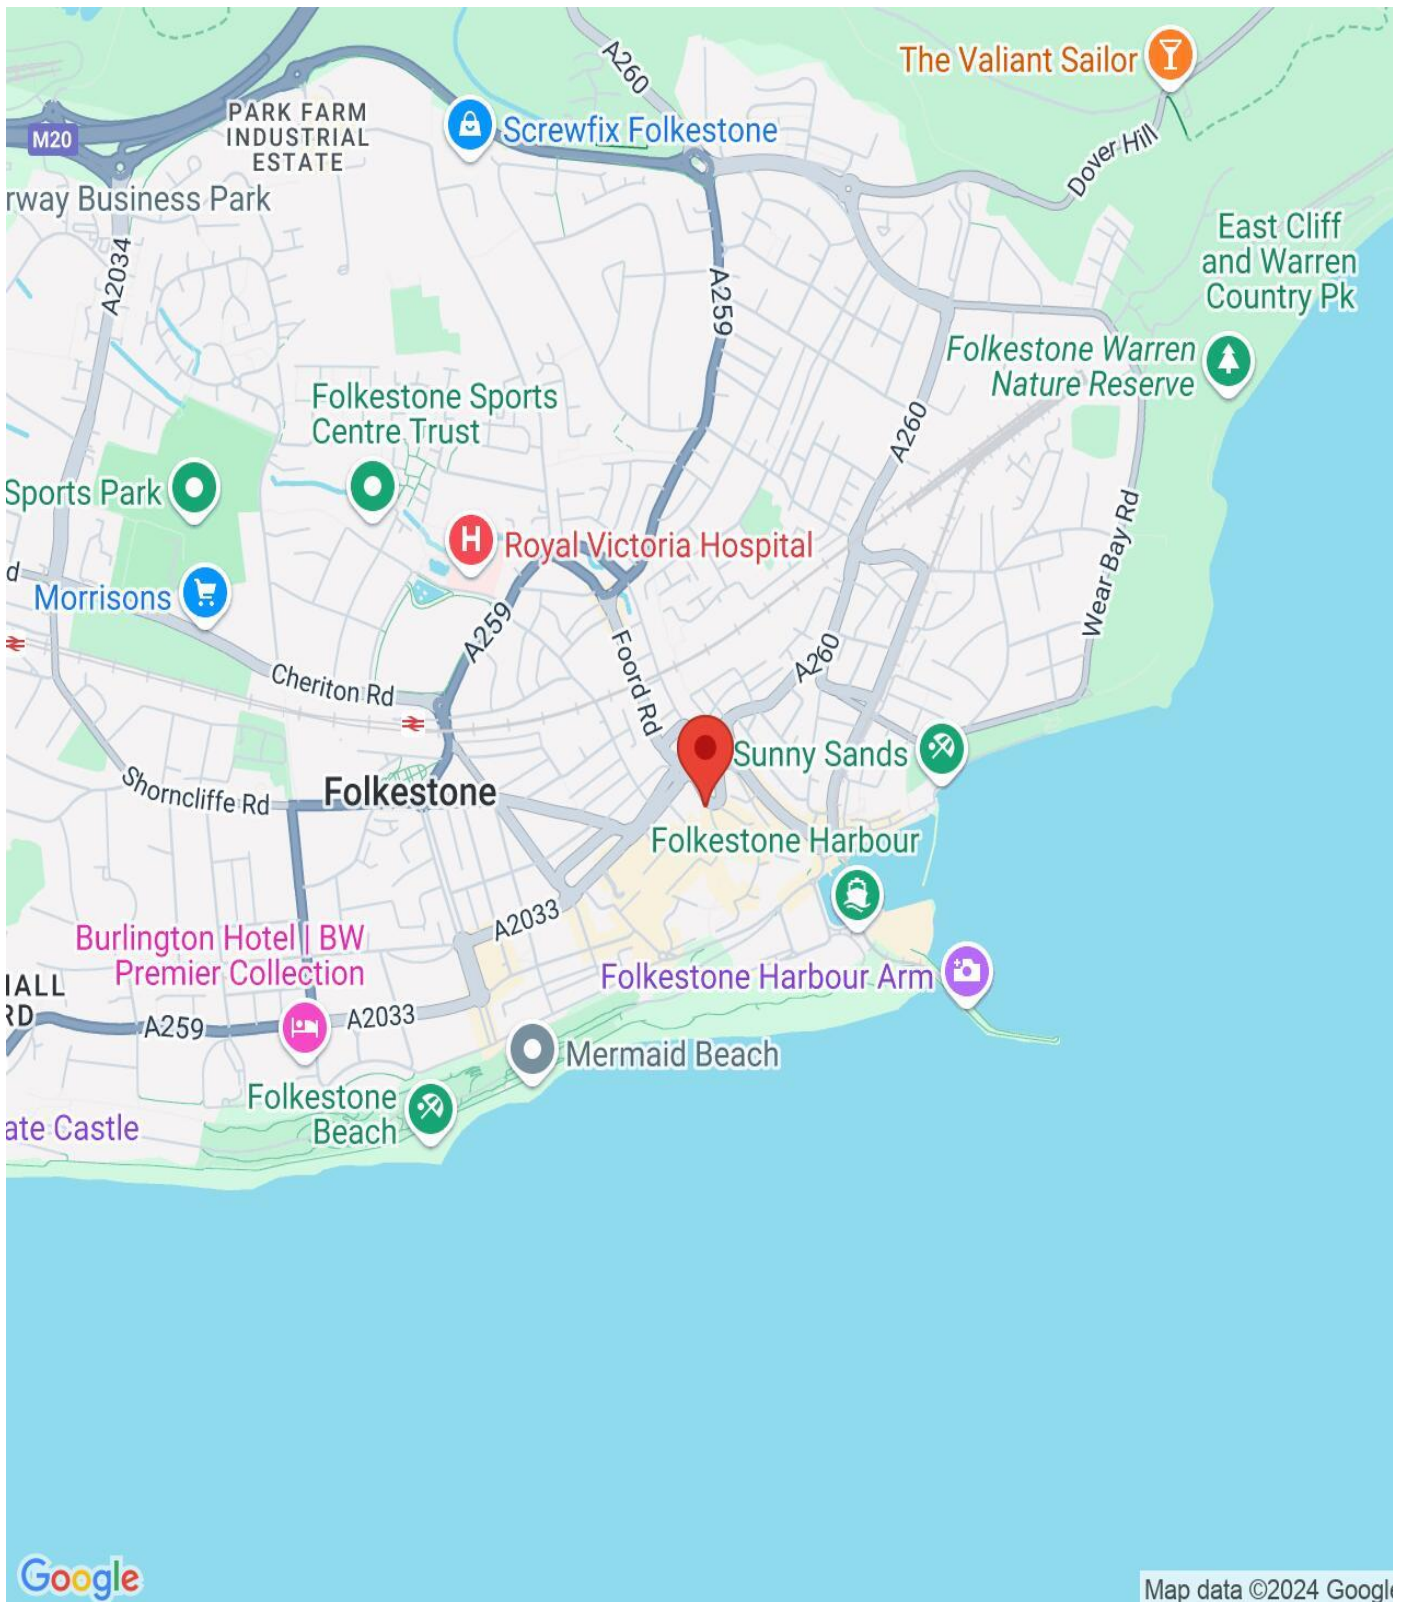 A260
The Valiant Sailor
PARK FARM
INDUSTRIAL
ESTATE
M20
Screwfix Folkestone
Dover Hill
rway Business Park
A2034
East Cliff
and Warren
Country Pk
A259
Folkestone Warren
Nature Reserve
Folkestone Sports
Centre Trust
A260
Sports Park
H
Royal Victoria Hospital
Wear Bay Rd
d
Morrisons
A259
Foord Rd
A260
Cheriton Rd
Sunny Sands
Shorncliffe Rd
Folkestone
Folkestone Harbour
A2033
Burlington Hotel | BW
Premier Collection
Folkestone Harbour Arm
HALL
RD
A259
A2033
Mermaid Beach
Folkestone
Beach
ate Castle
Google
Map data ©2024 Google